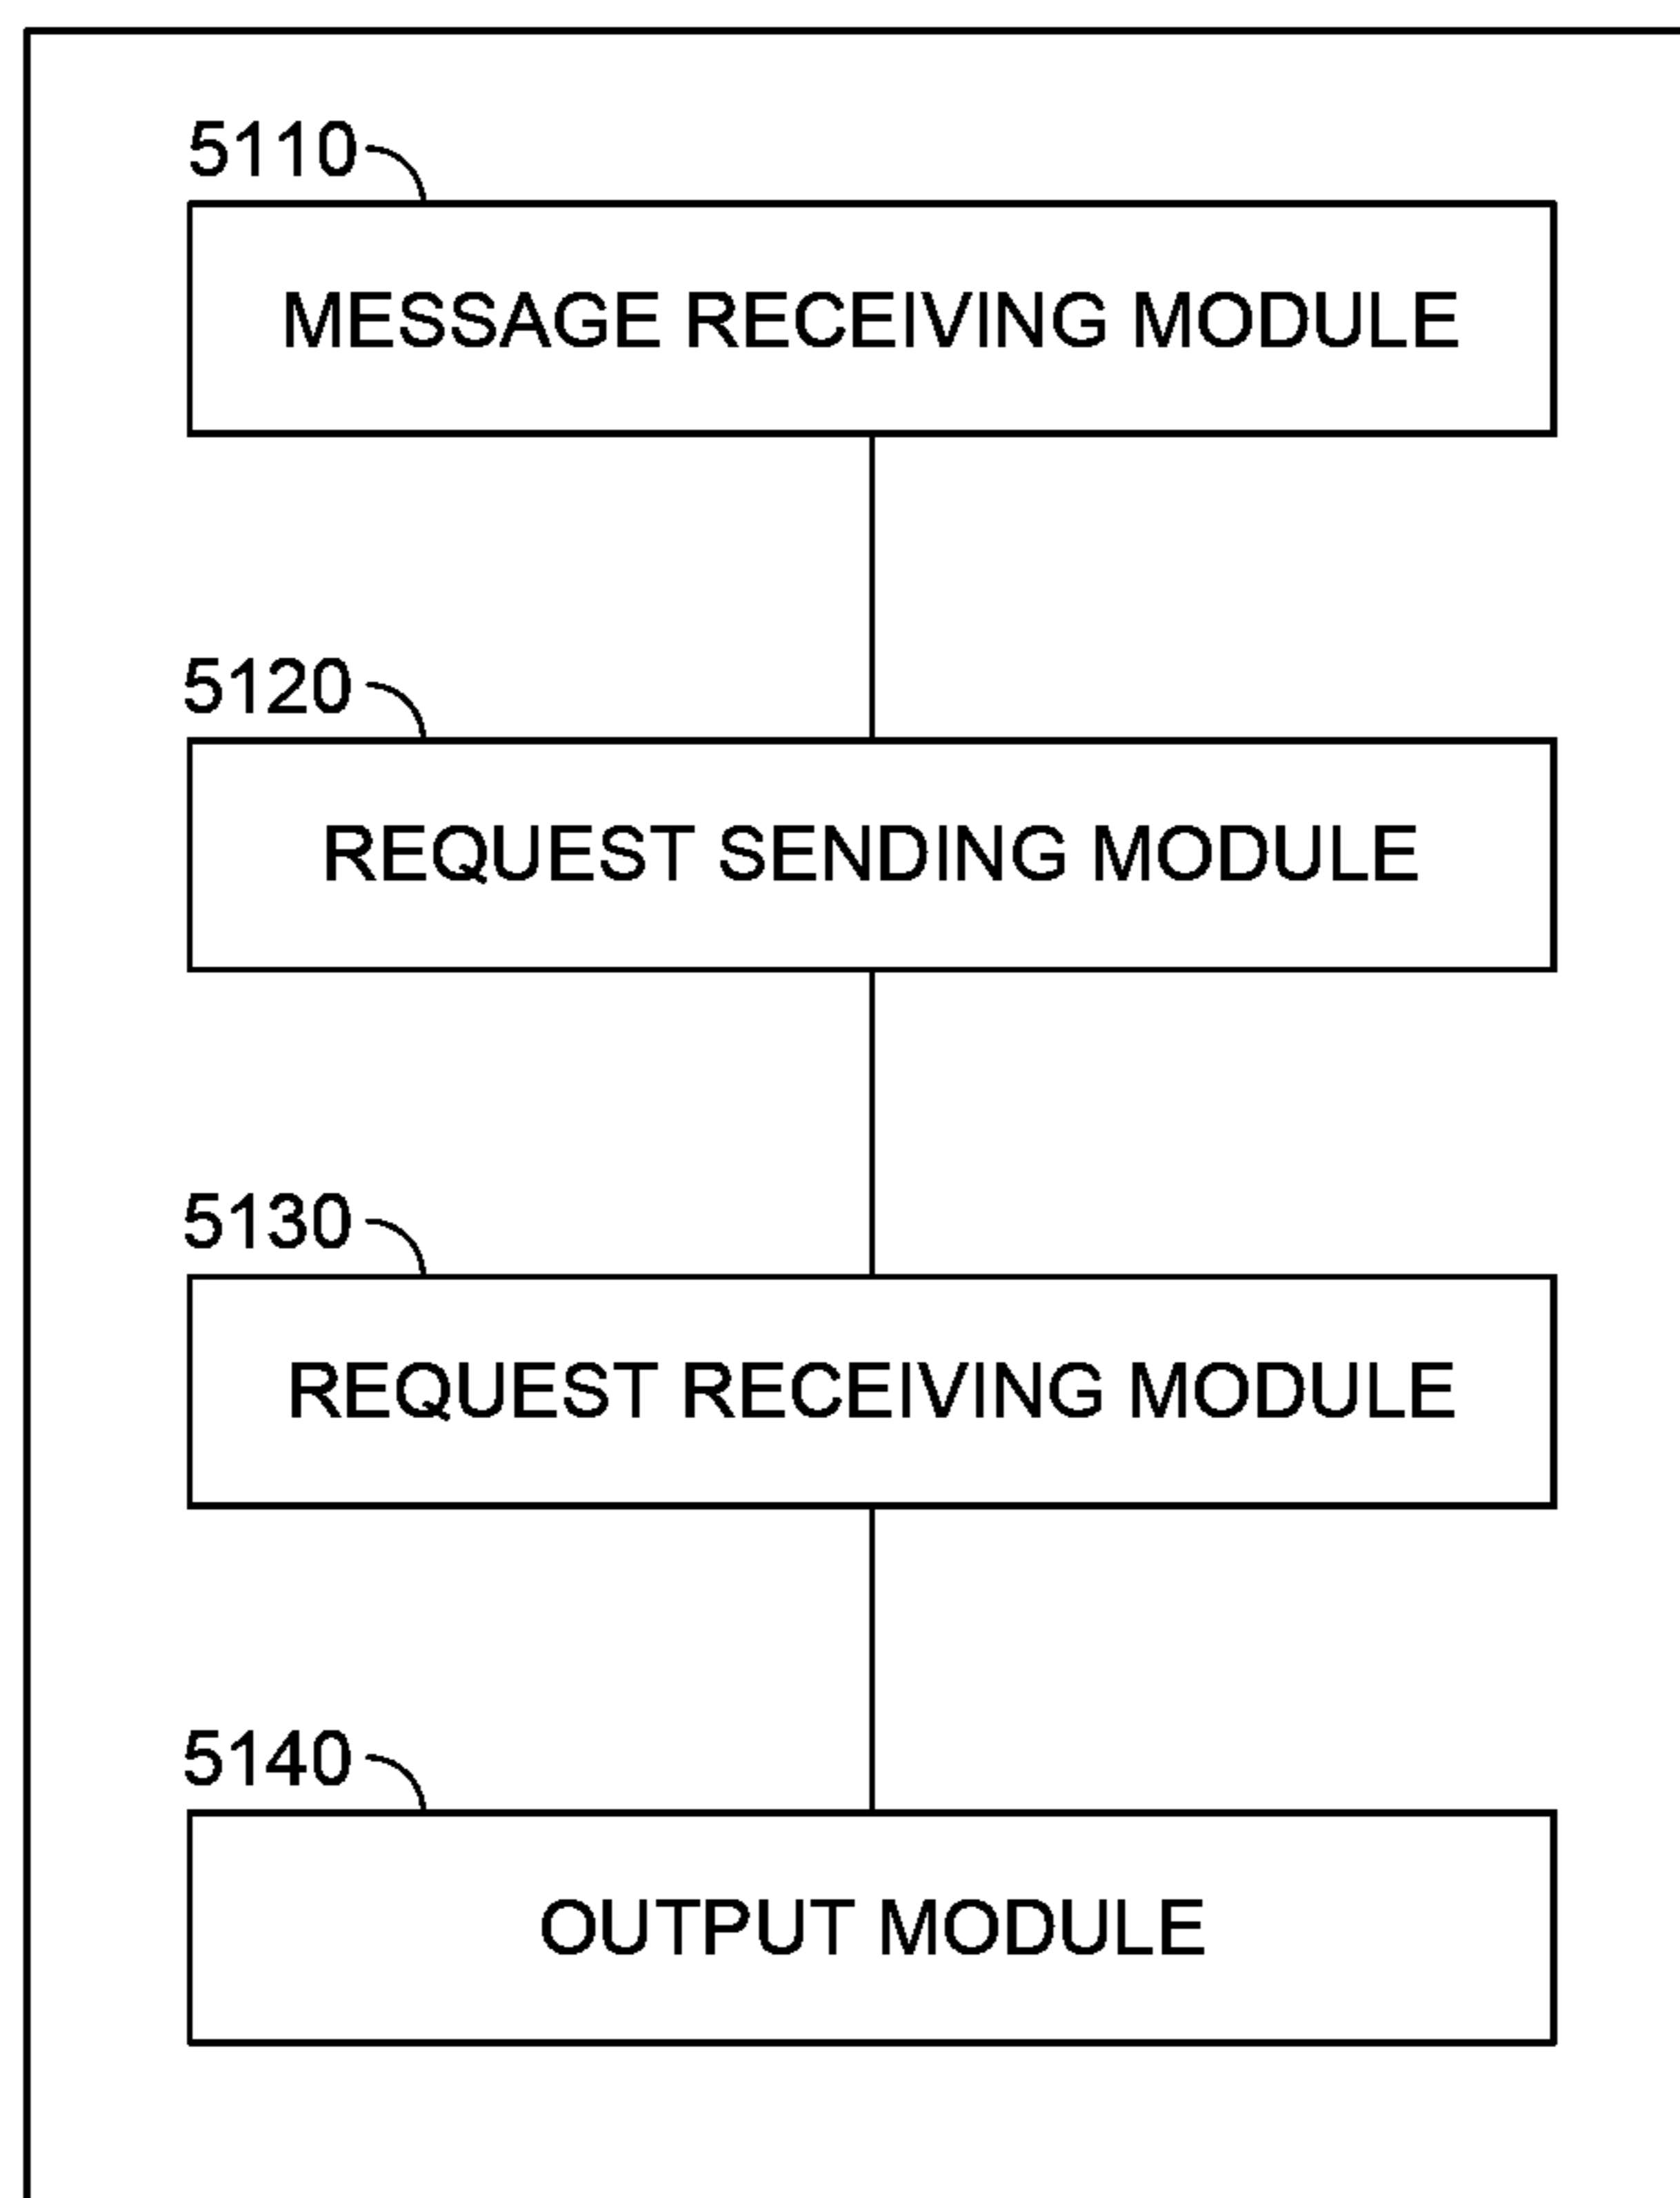 5110
MESSAGE RECEIVING MODULE
5120
REQUEST SENDING MODULE
5130
REQUEST RECEIVING MODULE
5140
OUTPUT MODULE